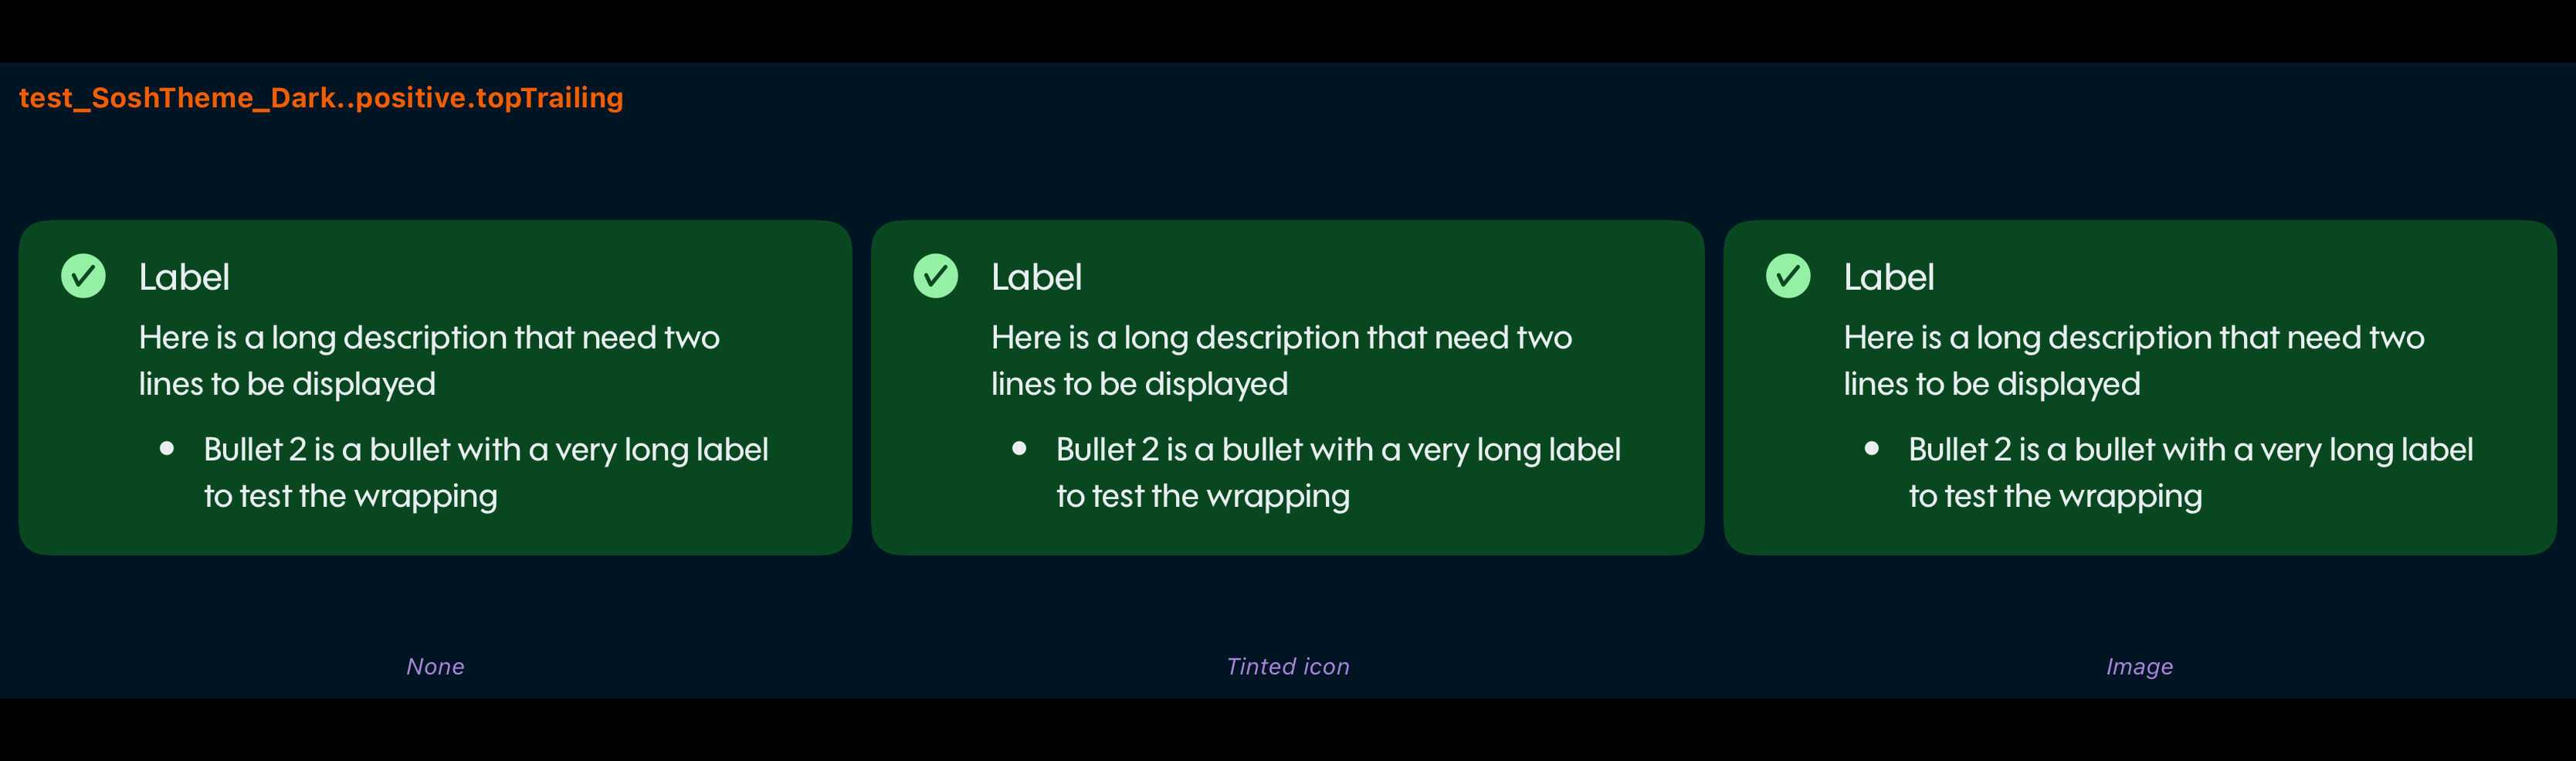 test_SoshTheme_Dark..positive.topTrailing
Label
Here is a long description that need two
lines to be displayed
• Bullet 2 is a bullet with a very long label
to test the wrapping
Label
Here is a long description that need two
lines to be displayed
• Bullet 2 is a bullet with a very long label
to test the wrapping
Label
Here is a long description that need two
lines to be displayed
• Bullet 2 is a bullet with a very long label
to test the wrapping
None
Tinted icon
Image